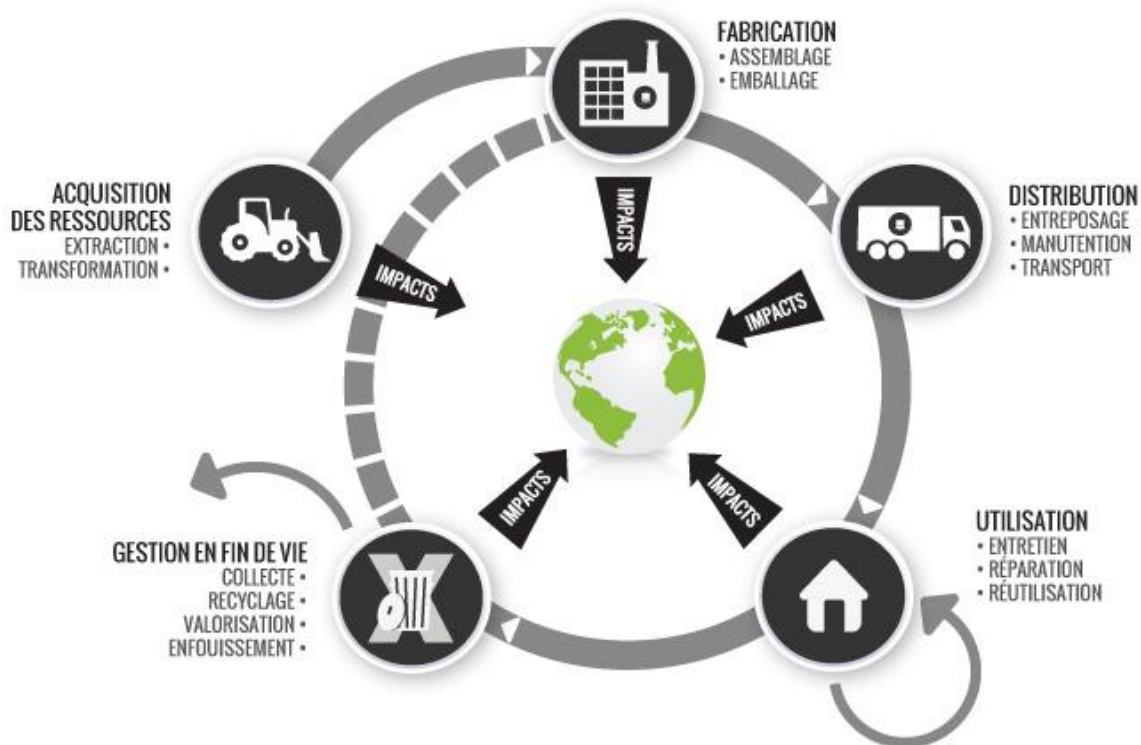 FABRICATION
• ASSEMBLAGE
• EMBALLAGE
ACQUISITION
DES RESSOURCES
EXTRACTION •
TRANSFORMATION •
DISTRIBUTION
• ENTREPOSAGE
• MANUTENTION
• TRANSPORT
IMPACTS
IMPACTS
IMPACTS
IMPACTS
IMPACTS
GESTION EN FIN DE VIE
COLLECTE •
RECYCLAGE •
VALORISATION •
ENFOUISSEMENT •
UTILISATION
• ENTRETIEN
• RÉPARATION
• RÉUTILISATION